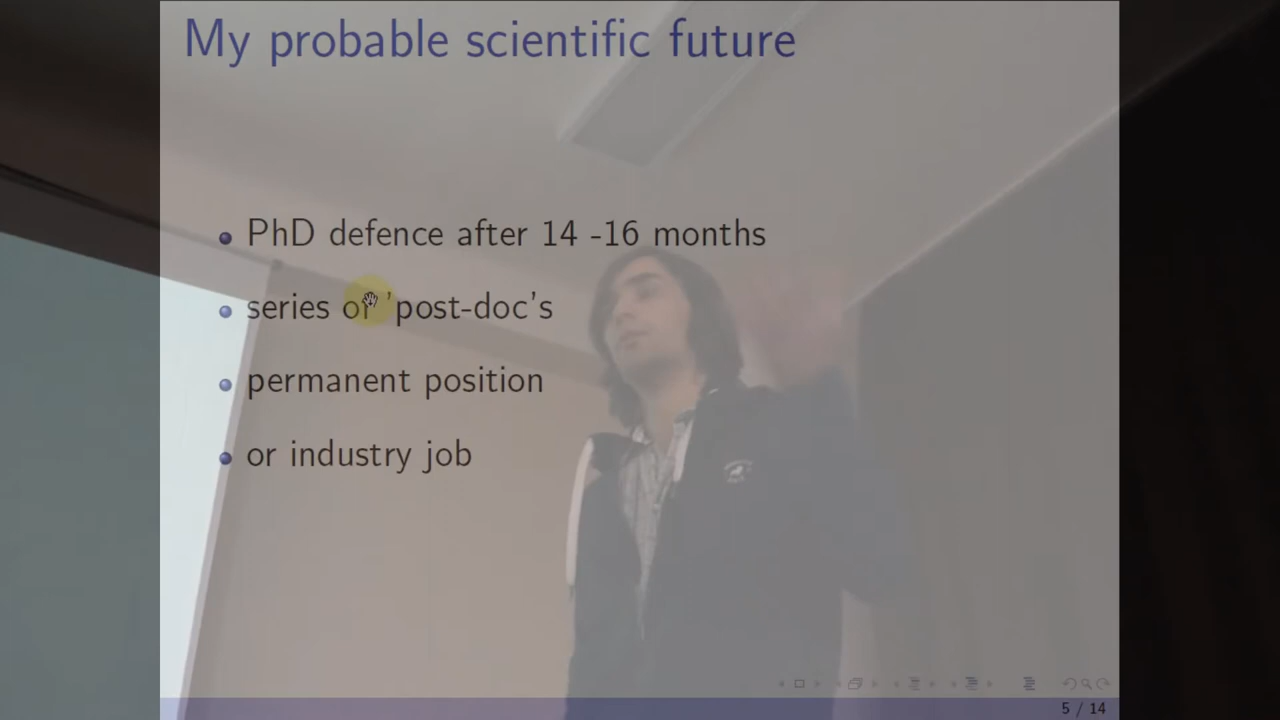 My probable scientific future
PhD defence after 14 -16 months
series of 'post-doc's
permanent position
or industry job
5 / 14